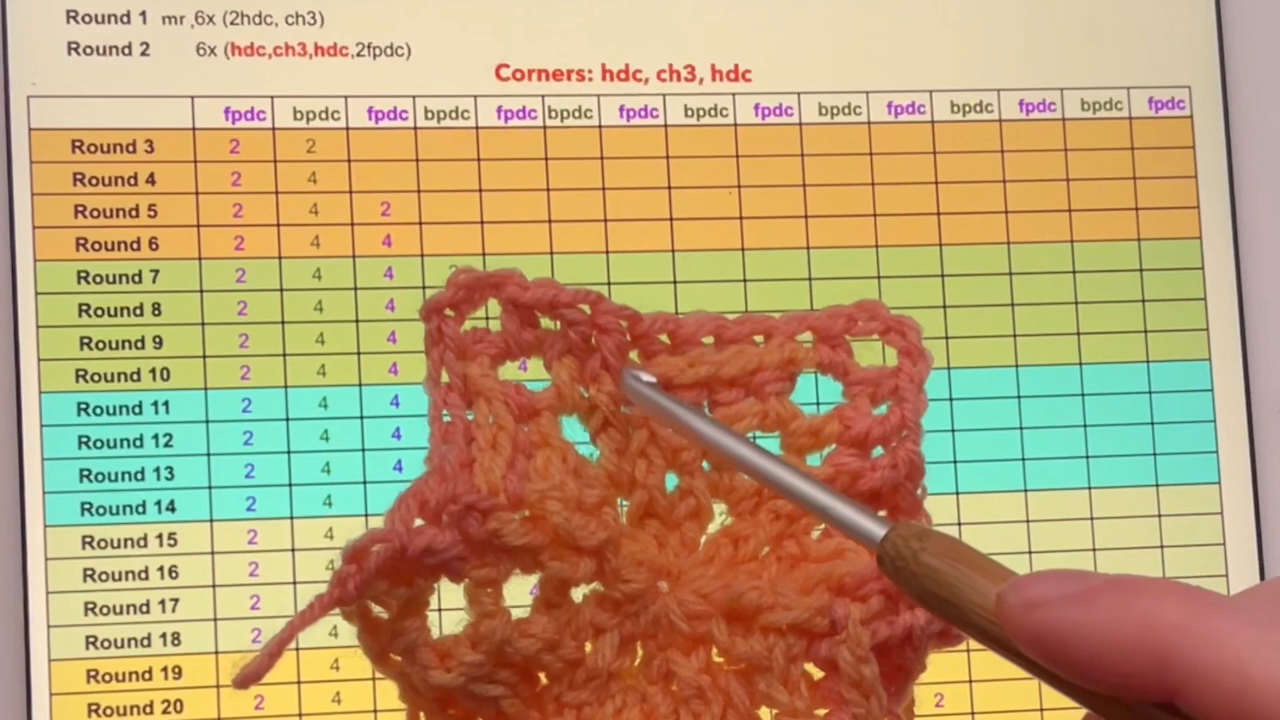 Round 1 mr ,6x (2hdc, ch3)
Round 2 6x (hdc,ch3,hdc,2fpdc)
Corners: hdc, ch3, hdc
fpdc bpdc fpdc bpdc fpdc bpdc fpdc bpdc fpdc bpdc fpdc bpdc fpdc bpdc fpdc
Round 3 2 2
Round 4 2 4
Round 5 2 4 2
Round 6 2 4 4
Round 7 2 4 4
Round 8 2 4 4
Round 9 2 4 4
Round 10 2 4 4 4
Round 11 2 4 4
Round 12 2 4 4
Round 13 2 4 4
Round 14 2 4
Round 15 2 4
Round 16 2 4
Round 17 2 4
Round 18 2 4
Round 19 4
Round 20 2 4 2